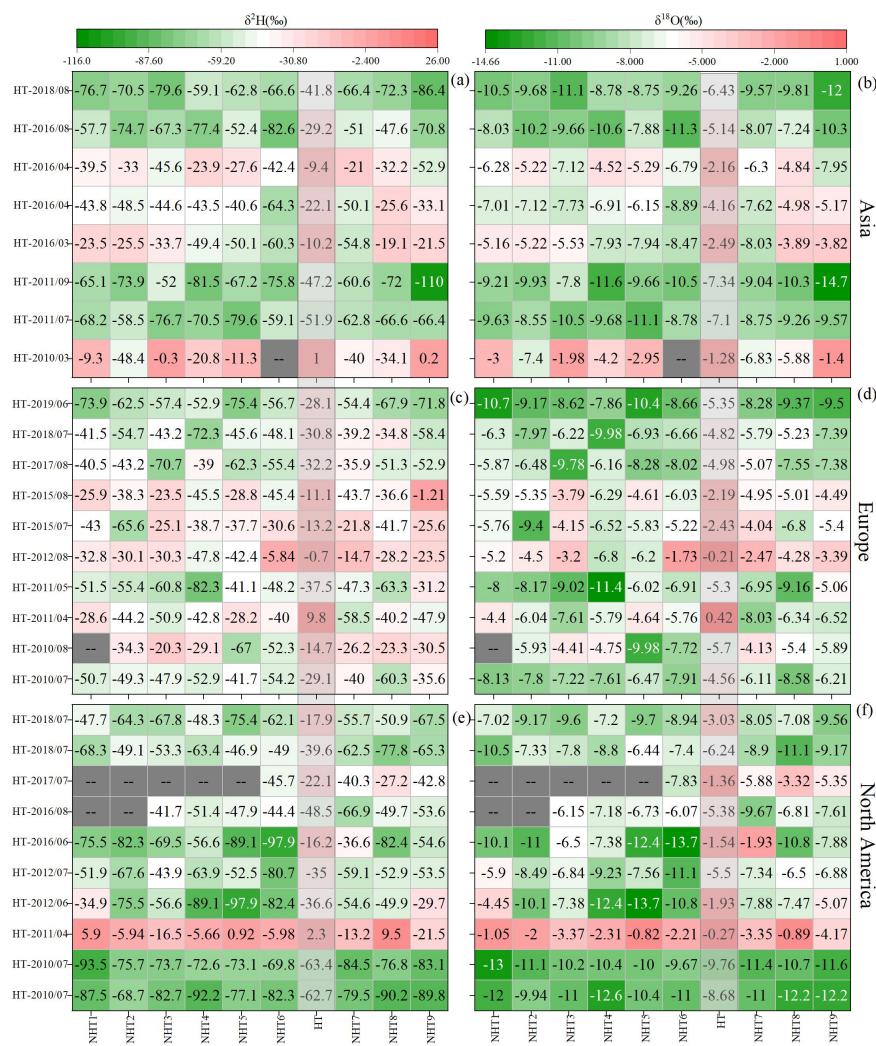 δ²H(‰) δ¹⁸O(‰)
-116.0 -87.60 -59.20 -30.80 -2.400 26.00 -14.66 -8.000 -5.000 -2.000 1.000
(a) (b)
HT-2018/08 -76.7 -70.5 -79.6 -59.1 -62.8 -66.6 -41.8 -66.4 -72.3 -86.4 -10.5 -9.68 -11.1 -8.78 -8.75 -9.26 -6.43 -9.57 -9.81 -12
HT-2016/08 -57.7 -74.7 -67.3 -77.4 -52.4 -82.6 -29.2 -51 -47.6 -70.8 -8.03 -10.2 -9.66 -10.6 -7.88 -11.3 -5.14 -8.07 -7.24 -10.3
HT-2016/04 -39.5 -33 -45.6 -23.9 -27.6 -42.4 -9.4 -21 -32.2 -52.9 -6.28 -5.22 -7.12 -4.52 -5.29 -6.79 -2.16 -6.3 -4.84 -7.95
HT-2016/04 -43.8 -48.5 -44.6 -43.5 -40.6 -64.3 -22.1 -50.1 -25.6 -33.1 -7.01 -7.12 -7.73 -6.91 -6.15 -8.89 -4.16 -7.62 -4.98 -5.17
HT-2016/03 -23.5 -25.5 -33.7 -49.4 -50.1 -60.3 -10.2 -54.8 -19.1 -21.5 -5.16 -5.22 -5.53 -7.93 -7.94 -8.47 -2.49 -8.03 -3.89 -3.82
HT-2011/09 -65.1 -73.9 -52 -81.5 -67.2 -75.8 -47.2 -60.6 -72 -110 -9.21 -9.93 -7.8 -11.6 -9.66 -10.5 -7.34 -9.04 -10.3 -14.7
HT-2011/07 -68.2 -58.5 -76.7 -70.5 -79.6 -59.1 -51.9 -62.8 -66.6 -66.4 -9.63 -8.55 -10.5 -9.68 -11.1 -8.78 -7.1 -8.75 -9.26 -9.57
HT-2010/03 -9.3 -48.4 -0.3 -20.8 -11.3 -- 1 -40 -34.1 0.2 -3 -7.4 -1.98 -4.2 -2.95 -- -1.28 -6.83 -5.88 -1.4
Asia
(c) (d)
HT-2019/06 -73.9 -62.5 -57.4 -52.9 -75.4 -56.7 -28.1 -54.4 -67.9 -71.8 -10.7 -9.17 -8.62 -7.86 -10.4 -8.66 -5.35 -8.28 -9.37 -9.5
HT-2018/07 -41.5 -54.7 -43.2 -72.3 -45.6 -48.1 -30.8 -39.2 -34.8 -58.4 -6.3 -7.97 -6.22 -9.98 -6.93 -6.66 -4.82 -5.79 -5.23 -7.39
HT-2017/08 -40.5 -43.2 -70.7 -39 -62.3 -55.4 -32.2 -35.9 -51.3 -52.9 -5.87 -6.48 -9.78 -6.16 -8.28 -8.02 -4.98 -5.07 -7.55 -7.38
HT-2015/08 -25.9 -38.3 -23.5 -45.5 -28.8 -45.4 -11.1 -43.7 -36.6 -1.21 -5.59 -5.35 -3.79 -6.29 -4.61 -6.03 -2.19 -4.95 -5.01 -4.49
HT-2015/07 -43 -65.6 -25.1 -38.7 -37.7 -30.6 -13.2 -21.8 -41.7 -25.6 -5.76 -9.4 -4.15 -6.52 -5.83 -5.22 -2.43 -4.04 -6.8 -5.4
HT-2012/08 -32.8 -30.1 -30.3 -47.8 -42.4 -5.84 -0.7 -14.7 -28.2 -23.5 -5.2 -4.5 -3.2 -6.8 -6.2 -1.73 -0.21 -2.47 -4.28 -3.39
HT-2011/05 -51.5 -55.4 -60.8 -82.3 -41.1 -48.2 -37.5 -47.3 -63.3 -31.2 -8 -8.17 -9.02 -11.4 -6.02 -6.91 -5.3 -6.95 -9.16 -5.06
HT-2011/04 -28.6 -44.2 -50.9 -42.8 -28.2 -40 9.8 -58.5 -40.2 -47.9 -4.4 -6.04 -7.61 -5.79 -4.64 -5.76 0.42 -8.03 -6.34 -6.52
HT-2010/08 -- -34.3 -20.3 -29.1 -67 -52.3 -14.7 -26.2 -23.3 -30.5 -- -5.93 -4.41 -4.75 -9.98 -7.72 -5.7 -4.13 -5.4 -5.89
HT-2010/07 -50.7 -49.3 -47.9 -52.9 -41.7 -54.2 -29.1 -40 -60.3 -35.6 -8.13 -7.8 -7.22 -7.61 -6.47 -7.91 -4.56 -6.11 -8.58 -6.21
Europe
(e) (f)
HT-2018/07 -47.7 -64.3 -67.8 -48.3 -75.4 -62.1 -17.9 -55.7 -50.9 -67.5 -7.02 -9.17 -9.6 -7.2 -9.7 -8.94 -3.03 -8.05 -7.08 -9.56
HT-2018/07 -68.3 -49.1 -53.3 -63.4 -46.9 -49 -39.6 -62.5 -77.8 -65.3 -10.5 -7.33 -7.8 -8.8 -6.44 -7.4 -6.24 -8.9 -11.1 -9.17
HT-2017/07 -- -- -- -- -- -45.7 -22.1 -40.3 -27.2 -42.8 -- -- -- -- -- -7.83 -1.36 -5.88 -3.32 -5.35
HT-2016/08 -- -- -41.7 -51.4 -47.9 -44.4 -48.5 -66.9 -49.7 -53.6 -- -- -6.15 -7.18 -6.73 -6.07 -5.38 -9.67 -6.81 -7.61
HT-2016/06 -75.5 -82.3 -69.5 -56.6 -89.1 -97.9 -16.2 -36.6 -82.4 -54.6 -10.1 -11 -6.5 -7.38 -12.4 -13.7 -1.54 -1.93 -10.8 -7.88
HT-2012/07 -51.9 -67.6 -43.9 -63.9 -52.5 -80.7 -35 -59.1 -52.9 -53.5 -5.9 -8.49 -6.84 -9.23 -7.56 -11.1 -5.5 -7.34 -6.5 -6.88
HT-2012/06 -34.9 -75.5 -56.6 -89.1 -97.9 -82.4 -36.6 -54.6 -49.9 -29.7 -4.45 -10.1 -7.38 -12.4 -13.7 -10.8 -1.93 -7.88 -7.47 -5.07
HT-2011/04 5.9 -5.94 -16.5 -5.66 0.92 -5.98 2.3 -13.2 9.5 -21.5 -1.05 -2 -3.37 -2.31 -0.82 -2.21 -0.27 -3.35 -0.89 -4.17
HT-2010/07 -93.5 -75.7 -73.7 -72.6 -73.1 -69.8 -63.4 -84.5 -76.8 -83.1 -13 -11.1 -10.2 -10.4 -10 -9.67 -9.76 -11.4 -10.7 -11.6
HT-2010/07 -87.5 -68.7 -82.7 -92.2 -77.1 -82.3 -62.7 -79.5 -90.2 -89.8 -12 -9.94 -11 -12.6 -10.4 -11 -8.68 -11 -12.2 -12.2
North America
NHT1 NHT2 NHT3 NHT4 NHT5 NHT6 HT NHT7 NHT8 NHT9 NHT1 NHT2 NHT3 NHT4 NHT5 NHT6 HT NHT7 NHT8 NHT9